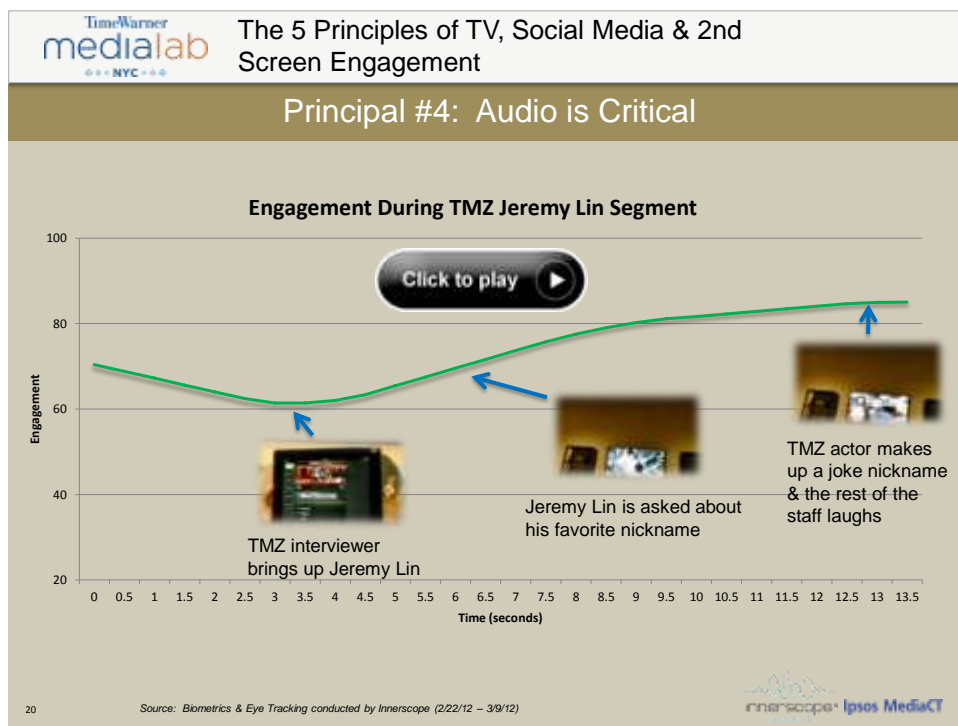 TimeWarner
medialab
NYC
The 5 Principles of TV, Social Media & 2nd
Screen Engagement
Principal #4: Audio is Critical
Engagement During TMZ Jeremy Lin Segment
100
80
60
40
20
Engagement
Click to play
TMZ interviewer
brings up Jeremy Lin
Jeremy Lin is asked about
his favorite nickname
TMZ actor makes
up a joke nickname
& the rest of the
staff laughs
0 0.5 1 1.5 2 2.5 3 3.5 4 4.5 5 5.5 6 6.5 7 7.5 8 8.5 9 9.5 10 10.5 11 11.5 12 12.5 13 13.5
Time (seconds)
20
Source: Biometrics & Eye Tracking conducted by Innerscope (2/22/12 – 3/9/12)
innerscope Ipsos MediaCT